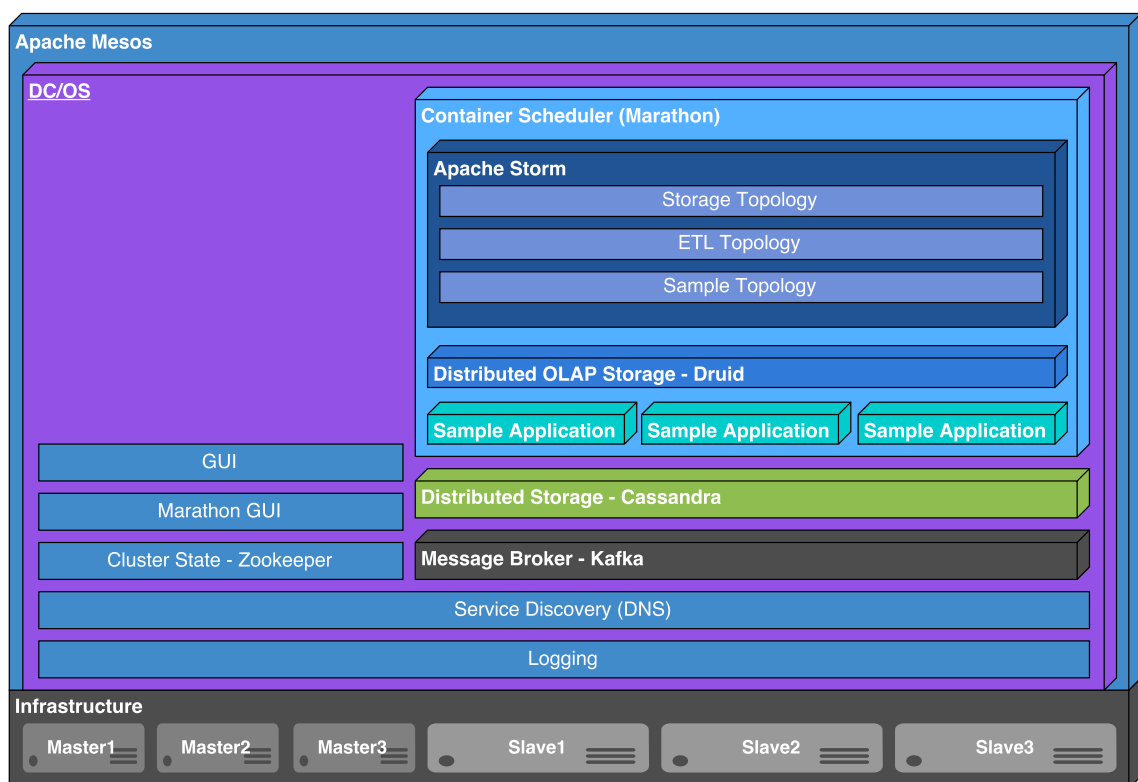 Apache Mesos
DC/OS
Container Scheduler (Marathon)
Apache Storm
Storage Topology
ETL Topology
Sample Topology
Distributed OLAP Storage - Druid
Sample Application
Sample Application
Sample Application
GUI
Marathon GUI
Cluster State - Zookeeper
Distributed Storage - Cassandra
Message Broker - Kafka
Service Discovery (DNS)
Logging
Infrastructure
Master1
Master2
Master3
Slave1
Slave2
Slave3